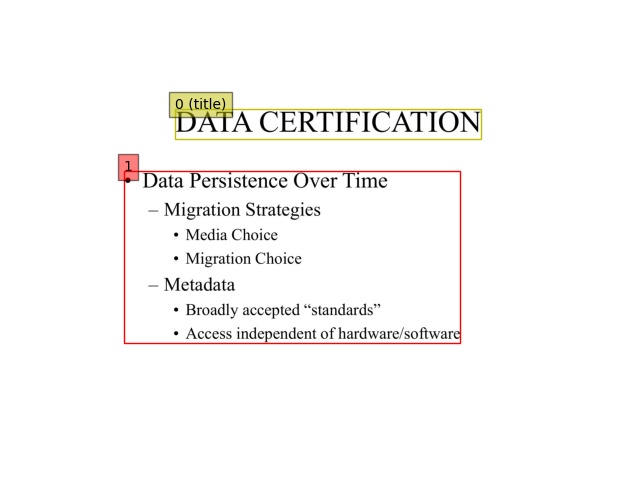 0 (title)
DATA CERTIFICATION
1
• Data Persistence Over Time
– Migration Strategies
• Media Choice
• Migration Choice
– Metadata
• Broadly accepted “standards”
• Access independent of hardware/software